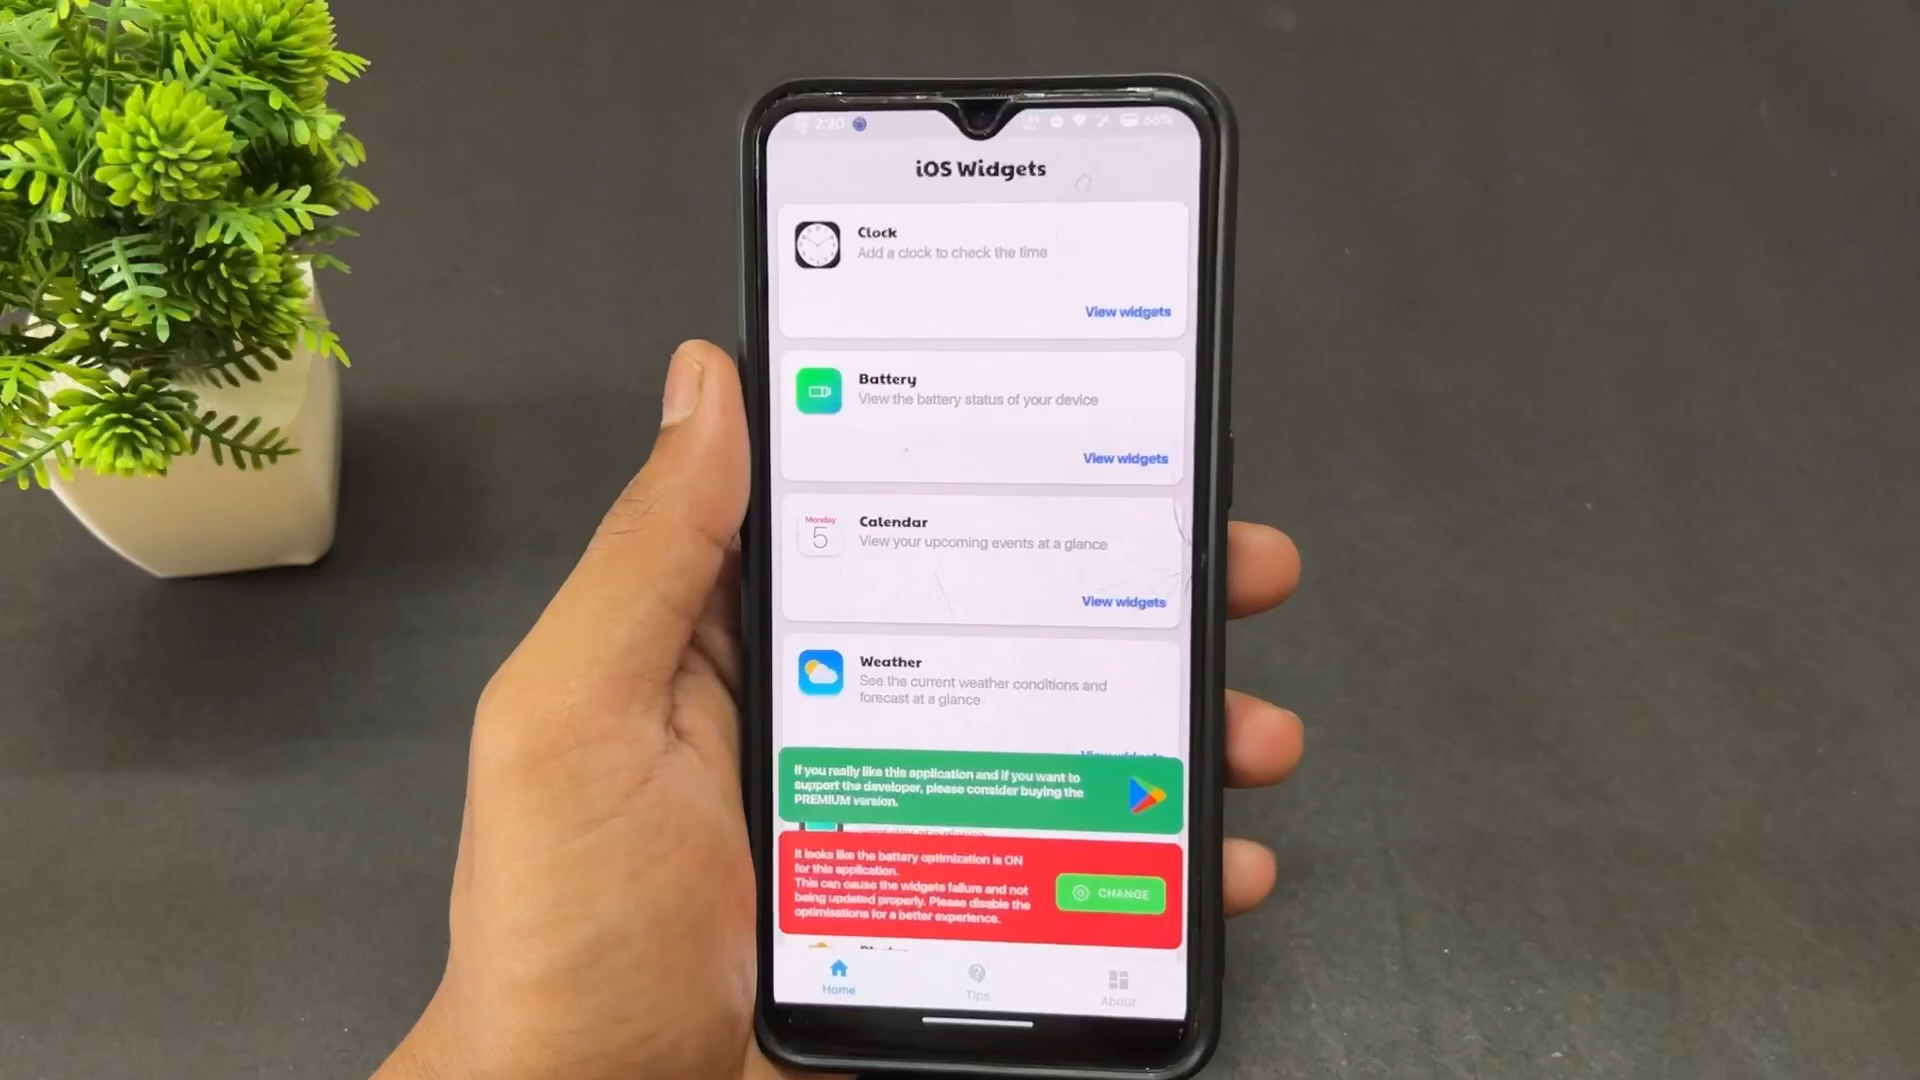 2:20
66%
iOS Widgets
Clock
Add a clock to check the time
View widgets
Battery
View the battery status of your device
View widgets
Monday
5
Calendar
View your upcoming events at a glance
View widgets
Weather
See the current weather conditions and
forecast at a glance
View widgets
If you really like this application and if you want to
support the developer, please consider buying the
PREMIUM version.
It looks like the battery optimization is ON
for this application.
This can cause the widgets failure and not
being updated properly. Please disable the
optimisations for a better experience.
CHANGE
Home
Tips
About